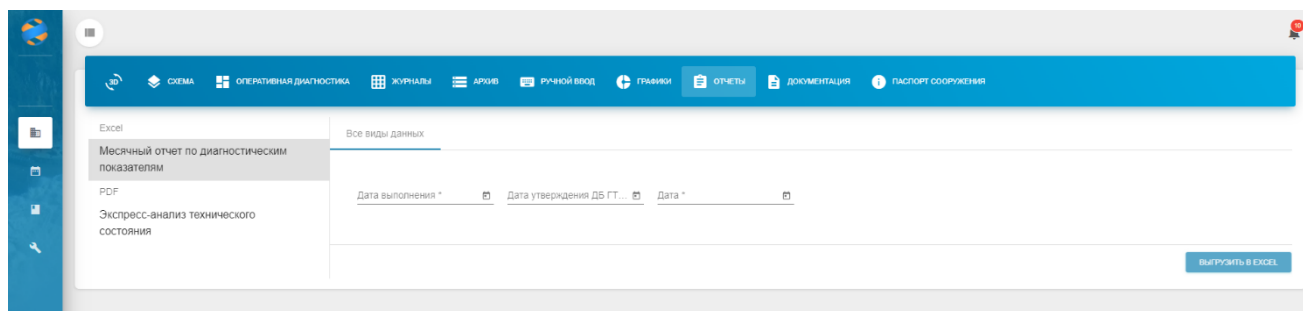 10
3D СХЕМА ОПЕРАТИВНАЯ ДИАГНОСТИКА ЖУРНАЛЫ АРХИВ РУЧНОЙ ВВОД ГРАФИКИ ОТЧЕТЫ ДОКУМЕНТАЦИЯ ПАСПОРТ СООРУЖЕНИЯ
Excel
Месячный отчет по диагностическим
показателям
PDF
Экспресс-анализ технического
состояния
Все виды данных
Дата выполнения * Дата утверждения ДБ ГТ... Дата *
ВЫГРУЗИТЬ В EXCEL